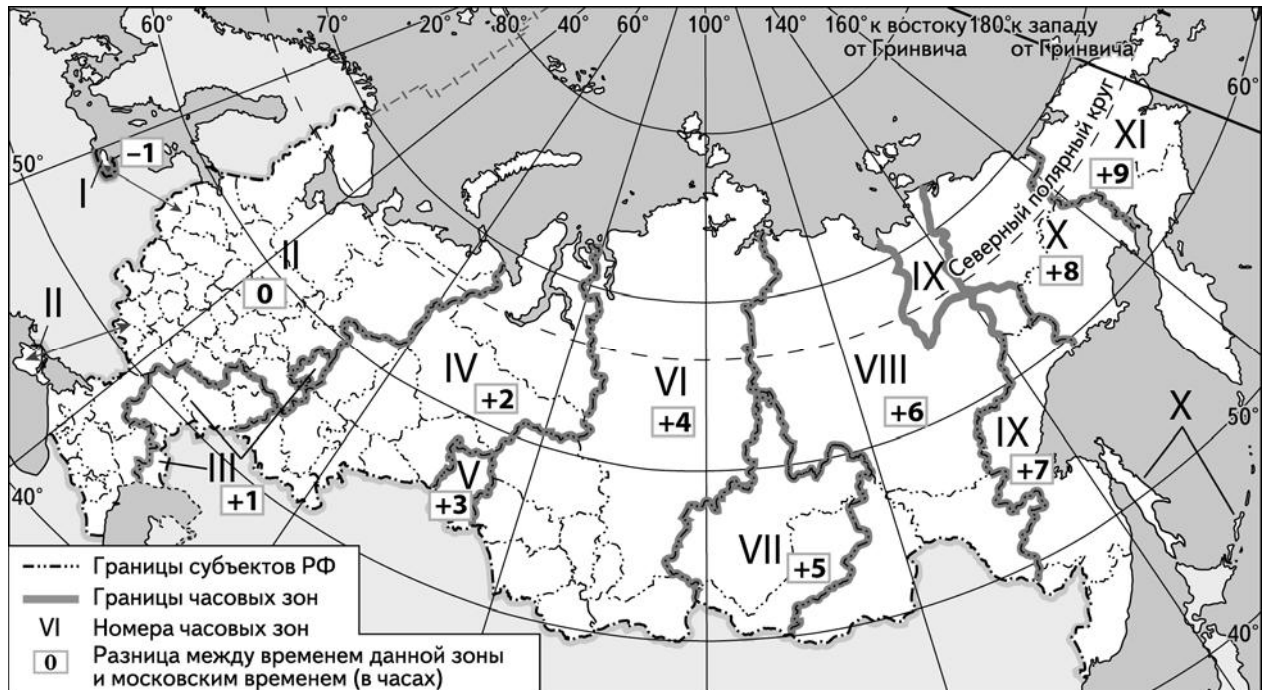 60°
70°
20°
40°
60°
100°
140°
160°
к востоку
от Гринвича
180°
к западу
от Гринвича
60°
50°
–1
I
Северный полярный круг
XI
+9
II
0
IX
X
+8
II
IV
+2
VI
+4
VIII
+6
X
50°
IX
+7
V
+3
III
+1
40°
VII
+5
Границы субъектов РФ
Границы часовых зон
VI Номера часовых зон
0 Разница между временем данной зоны
и московским временем (в часах)
60°
80°
100°
120°
40°